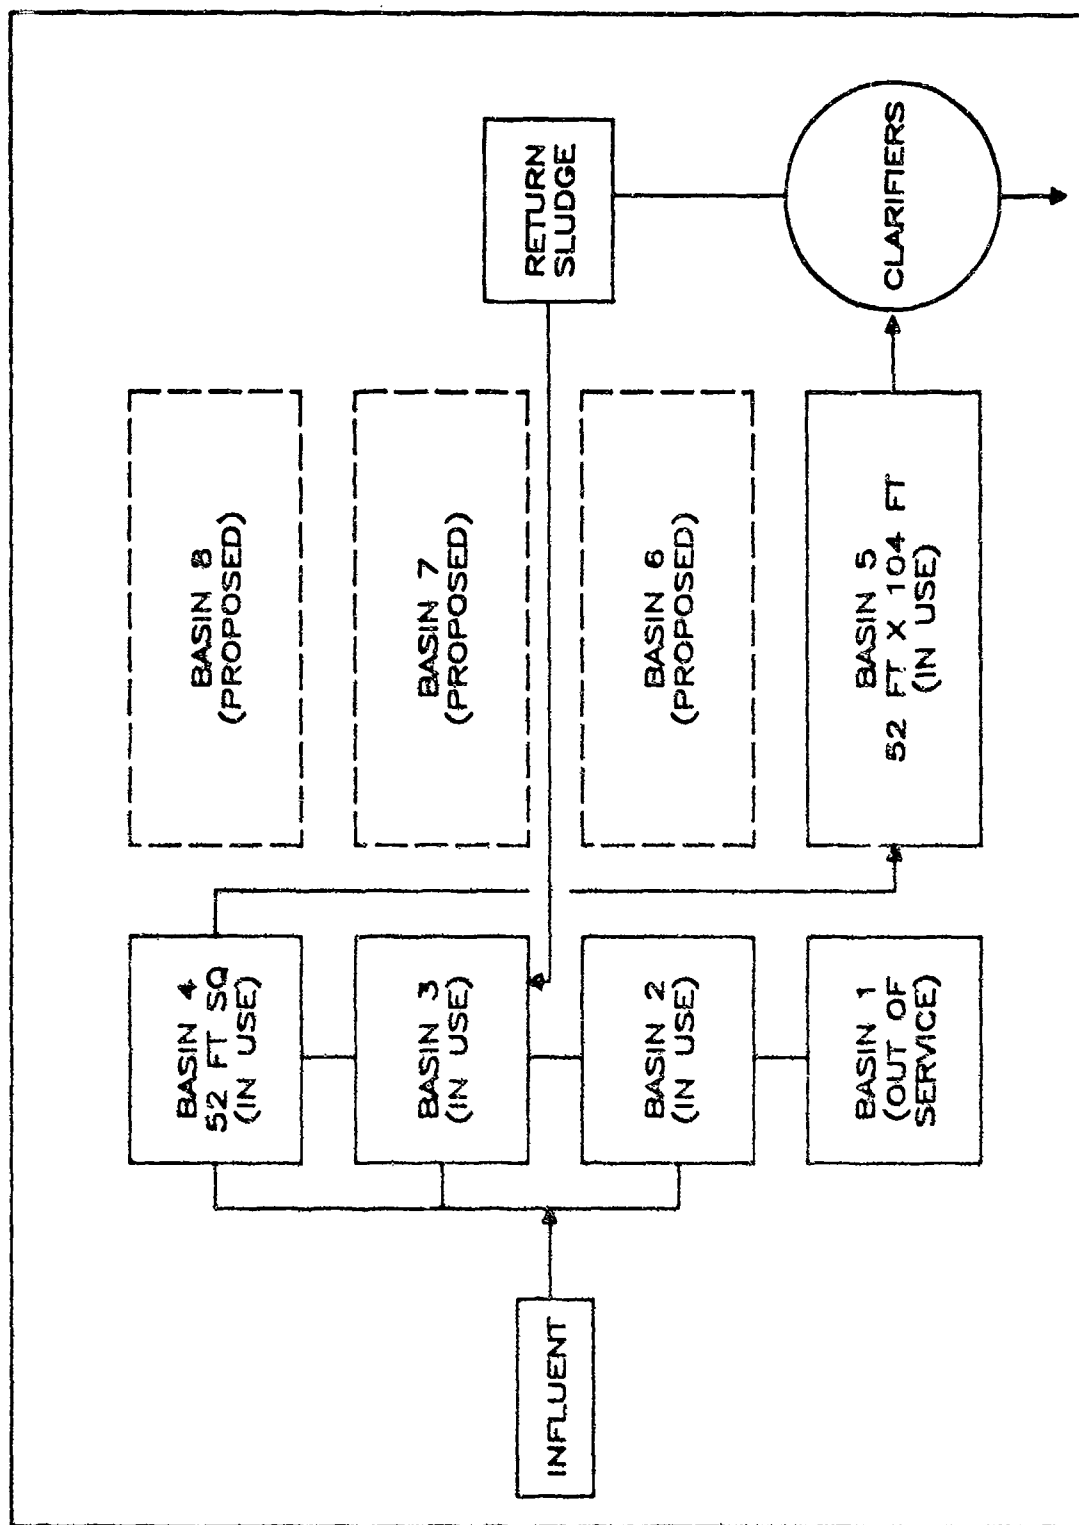 INFLUENT
BASIN 4
52 FT SQ
(IN USE)
BASIN 3
(IN USE)
BASIN 2
(IN USE)
BASIN 1
(OUT OF
SERVICE)
BASIN 8
(PROPOSED)
BASIN 7
(PROPOSED)
BASIN 6
(PROPOSED)
BASIN 5
52 FT X 104 FT
(IN USE)
RETURN
SLUDGE
CLARIFIERS